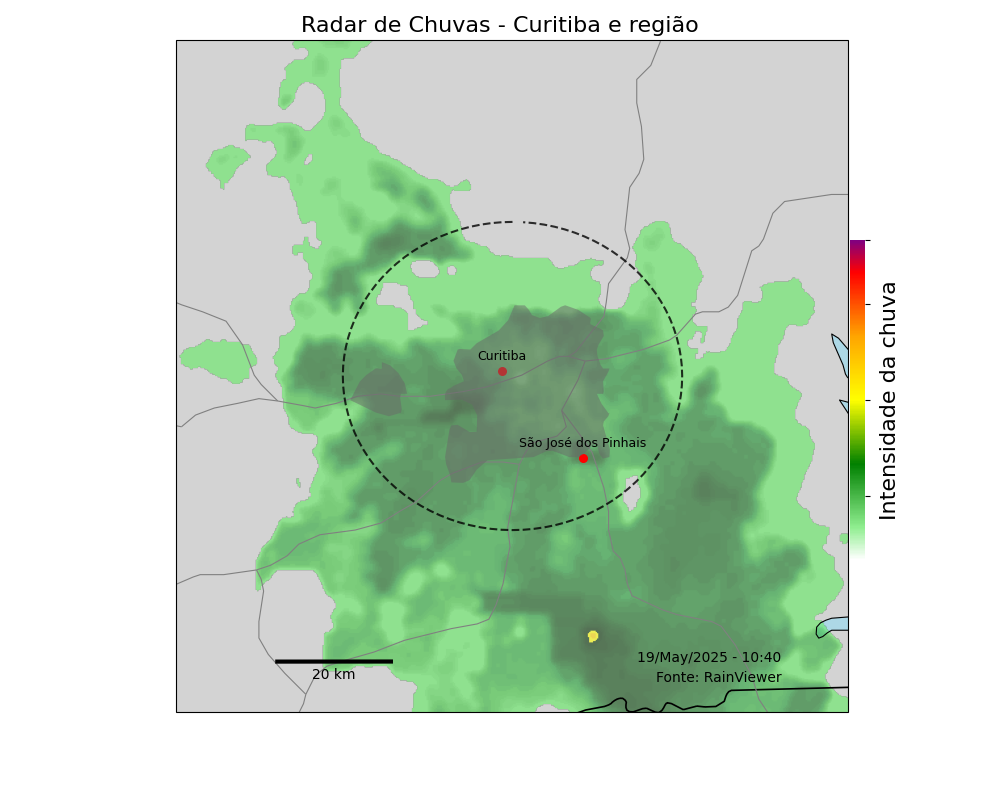 Radar de Chuvas - Curitiba e região
Curitiba
São José dos Pinhais
Intensidade da chuva
19/May/2025 - 10:40
20 km
Fonte: RainViewer